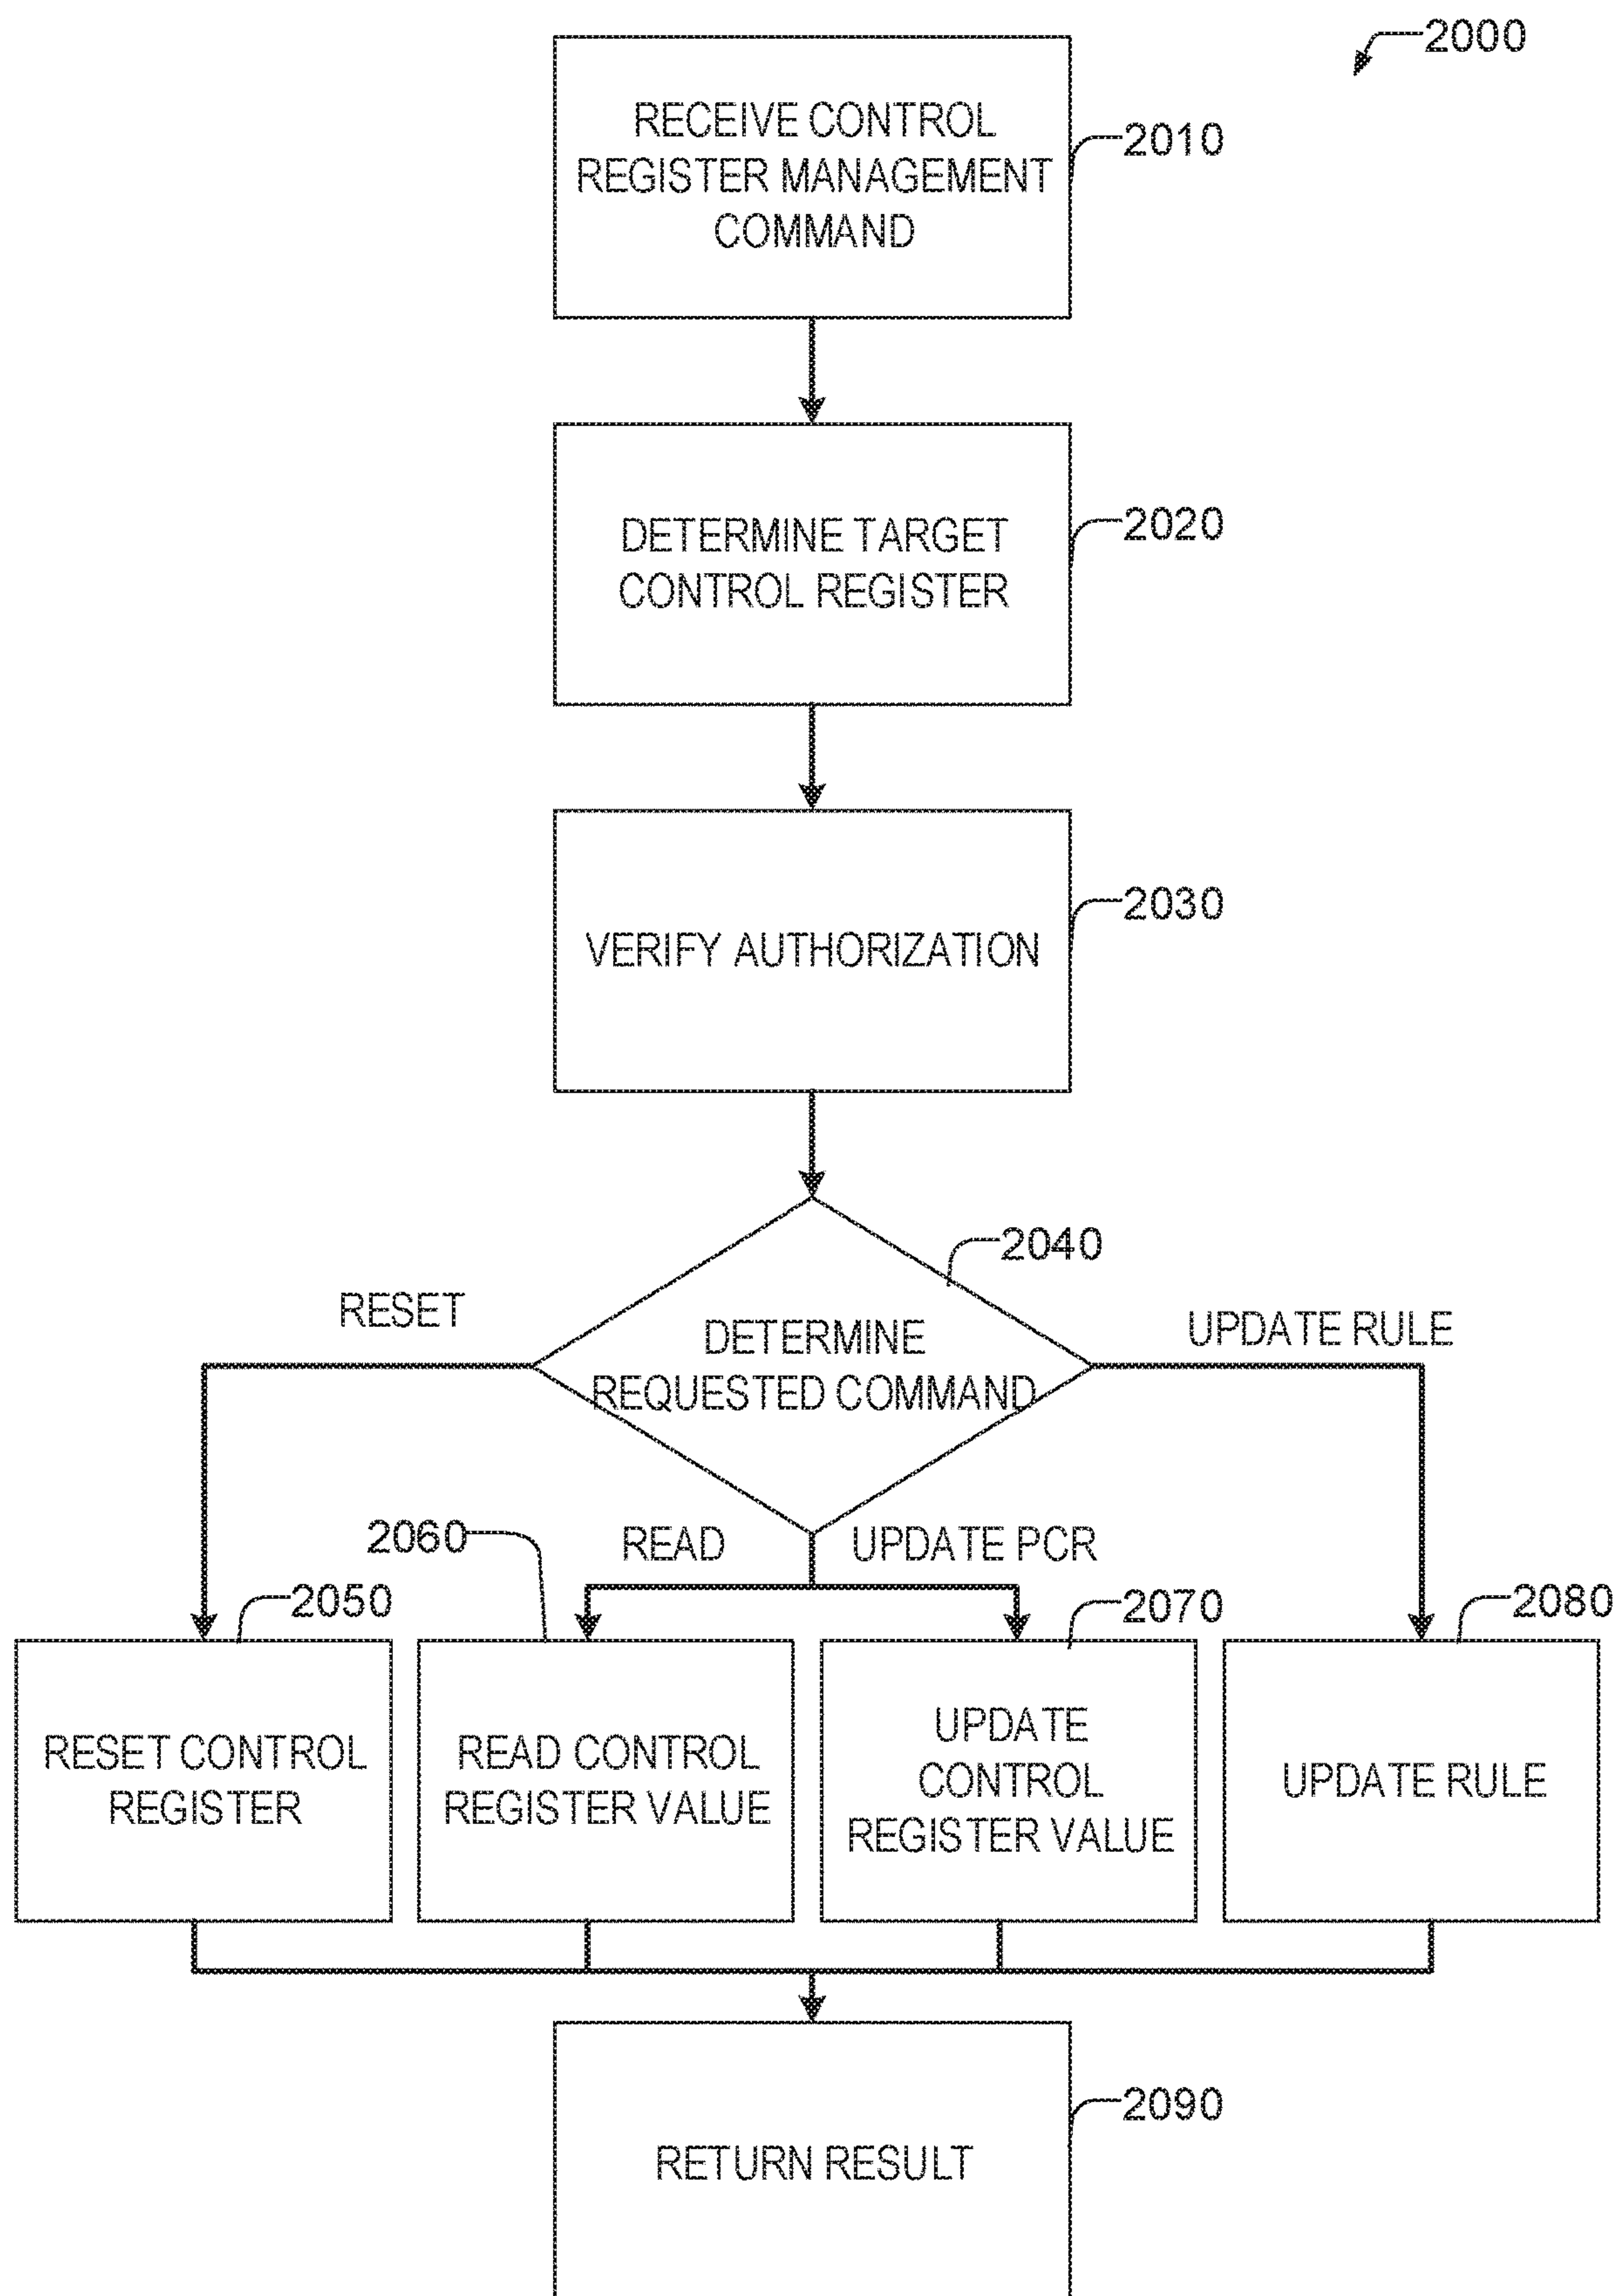 2000
RECEIVE CONTROL
REGISTER MANAGEMENT
COMMAND
2010
DETERMINE TARGET
CONTROL REGISTER
2020
VERIFY AUTHORIZATION
2030
2040
DETERMINE
REQUESTED COMMAND
RESET
UPDATE RULE
READ
UPDATE PCR
2050
2060
2070
2080
RESET CONTROL
REGISTER
READ CONTROL
REGISTER VALUE
UPDATE
CONTROL
REGISTER VALUE
UPDATE RULE
RETURN RESULT
2090